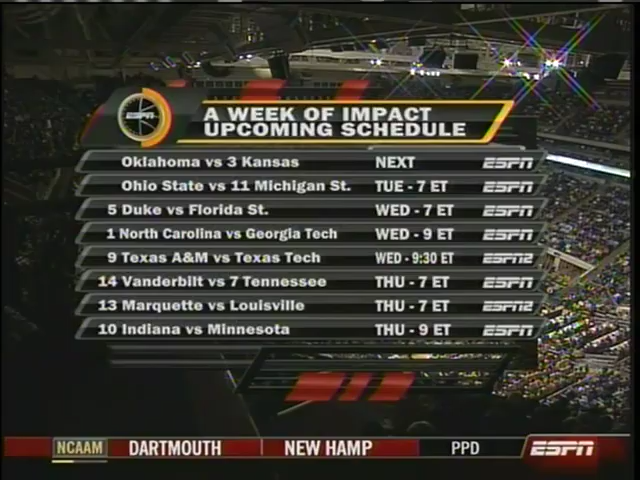 ESPN
A WEEK OF IMPACT
UPCOMING SCHEDULE
Oklahoma vs 3 Kansas NEXT ESPN
Ohio State vs 11 Michigan St. TUE - 7 ET ESPN
5 Duke vs Florida St. WED - 7 ET ESPN
1 North Carolina vs Georgia Tech WED - 9 ET ESPN
9 Texas A&M vs Texas Tech WED - 9:30 ET ESPN2
14 Vanderbilt vs 7 Tennessee THU - 7 ET ESPN
13 Marquette vs Louisville THU - 7 ET ESPN2
10 Indiana vs Minnesota THU - 9 ET ESPN
NCAAM DARTMOUTH NEW HAMP PPD ESPN